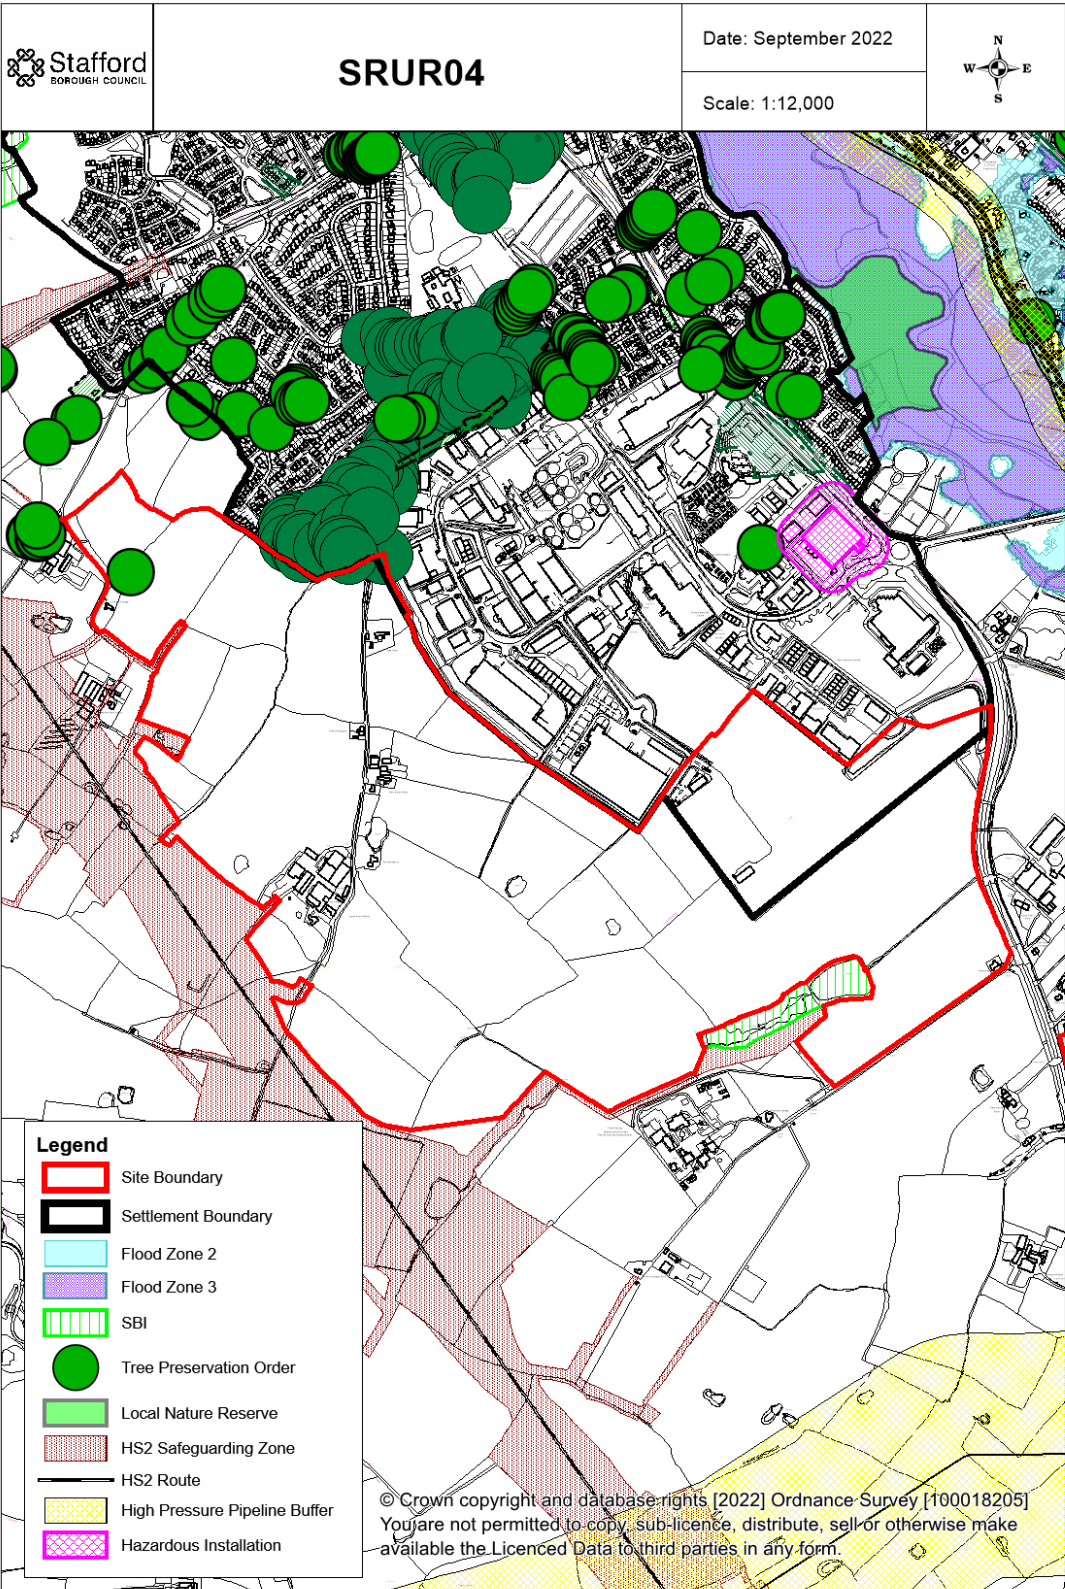 Stafford
BOROUGH COUNCIL
SRUR04
Date: September 2022
Scale: 1:12,000
N
W E
S
Legend
Site Boundary
Settlement Boundary
Flood Zone 2
Flood Zone 3
SBI
Tree Preservation Order
Local Nature Reserve
HS2 Safeguarding Zone
HS2 Route
High Pressure Pipeline Buffer
Hazardous Installation
© Crown copyright and database rights [2022] Ordnance Survey [100018205]
You are not permitted to copy, sub-licence, distribute, sell or otherwise make
available the Licenced Data to third parties in any form.